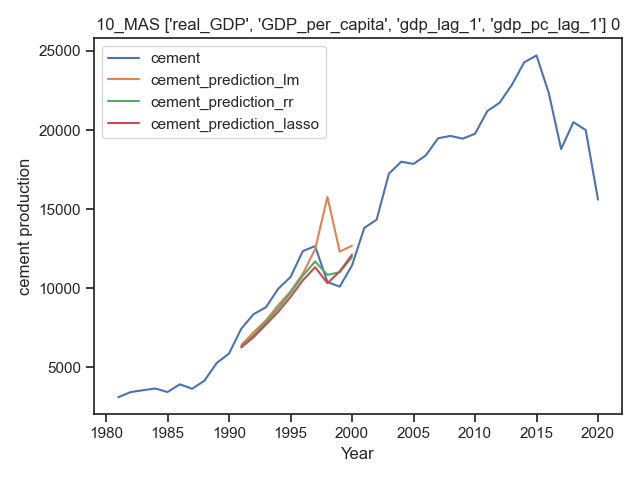 10_MAS ['real_GDP', 'GDP_per_capita', 'gdp_lag_1', 'gdp_pc_lag_1'] 0
cement
cement_prediction_lm
cement_prediction_rr
cement_prediction_lasso
25000
20000
15000
10000
5000
cement production
1980 1985 1990 1995 2000 2005 2010 2015 2020
Year